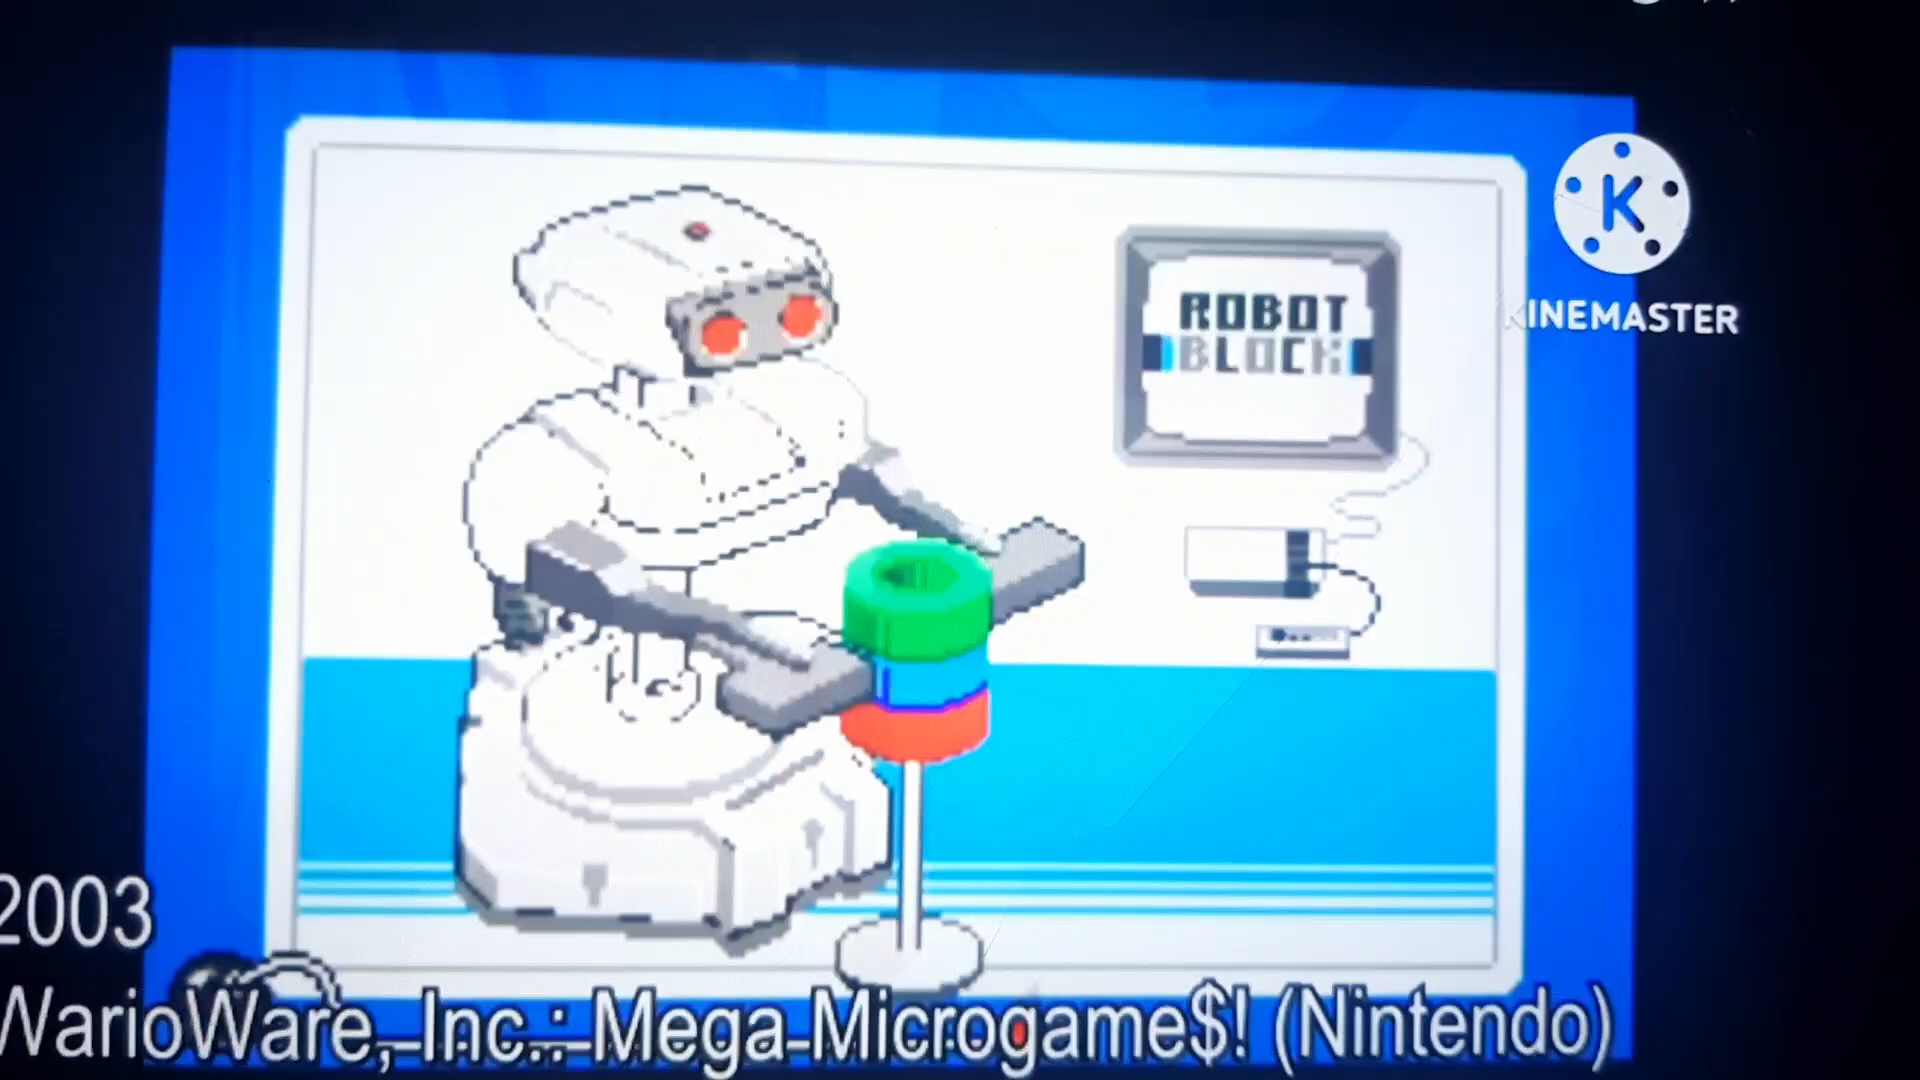 ROBOT
BLOCK
K
KINEMASTER
2003
WarioWare, Inc.: Mega Microgame$! (Nintendo)